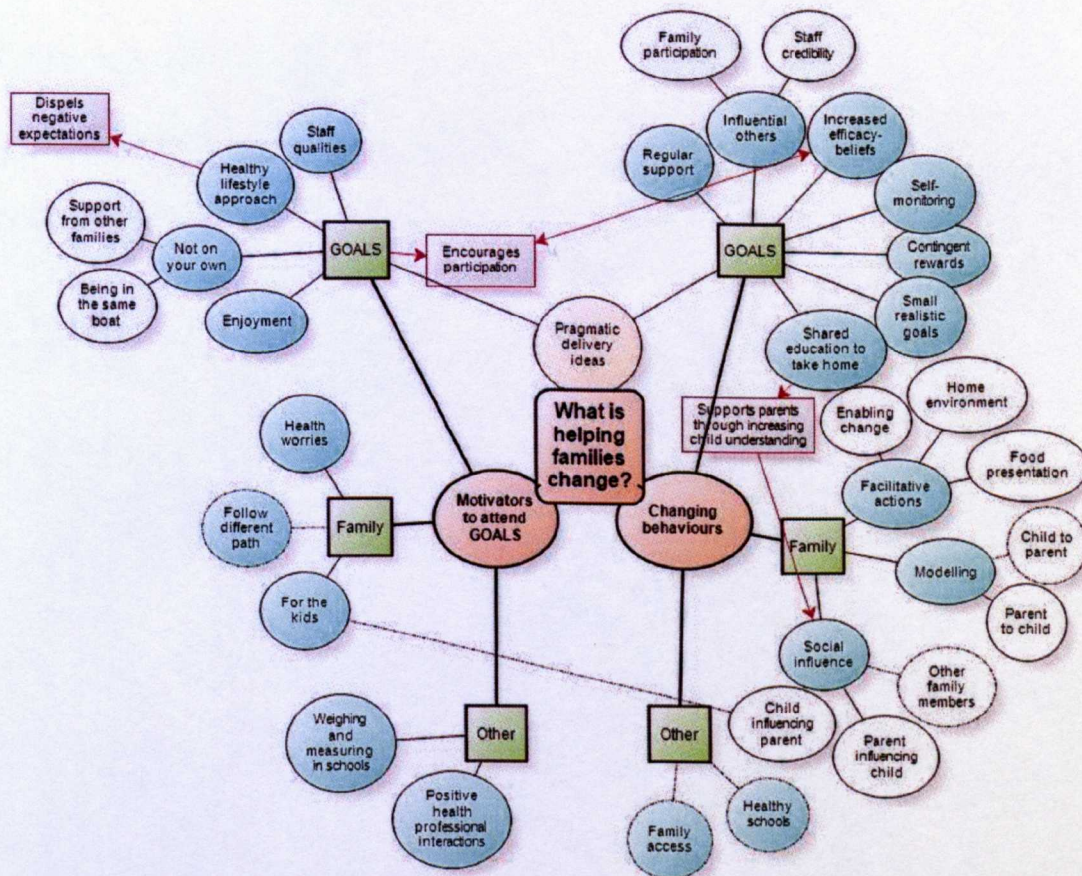 Family
participation
Staff
credibility
Dispels
negative
expectations
Staff
qualities
Influential
others
Increased
efficacy-
beliefs
Healthy
lifestyle
approach
Regular
support
Self-
monitoring
Support
from other
families
Not on
your own
GOALS
Encourages
participation
GOALS
Contingent
rewards
Being in
the same
boat
Enjoyment
Small
realistic
goals
Pragmatic
delivery
ideas
Shared
education to
take home
What is
helping
families
change?
Supports parents
through increasing
child understanding
Enabling
change
Home
environment
Health
worries
Food
presentation
Facilitative
actions
Motivators
to attend
GOALS
Changing
behaviours
Follow
different
path
Family
Family
Child to
parent
Modelling
For the
kids
Parent
to child
Social
influence
Other
family
members
Weighing
and
measuring
in schools
Other
Other
Child
influencing
parent
Parent
influencing
child
Positive
health
professional
interactions
Family
access
Healthy
schools